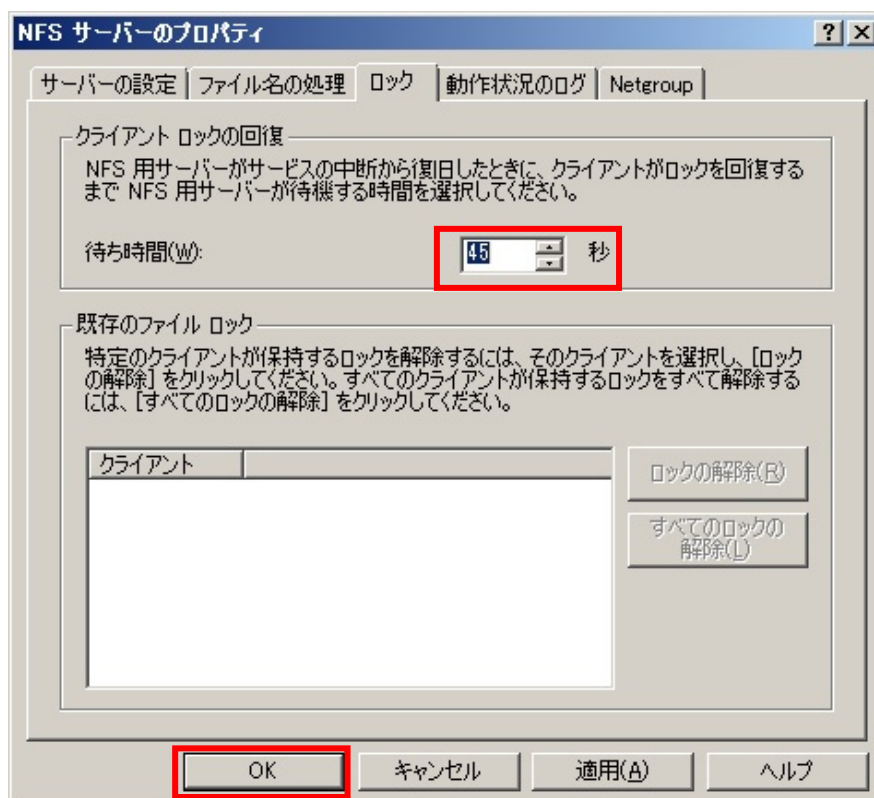 NFS サーバーのプロパティ
サーバーの設定 ファイル名の処理 ロック 動作状況のログ Netgroup
クライアント ロックの回復
NFS 用サーバーがサービスの中断から復旧したときに、クライアントがロックを回復する
まで NFS 用サーバーが待機する時間を選択してください。
待ち時間(W): 45 秒
既存のファイル ロック
特定のクライアントが保持するロックを解除するには、そのクライアントを選択し、[ロック
の解除] をクリックしてください。すべてのクライアントが保持するロックをすべて解除する
には、[すべてのロックの解除] をクリックしてください。
クライアント
ロックの解除(R)
すべてのロックの
解除(L)
OK キャンセル 適用(A) ヘルプ